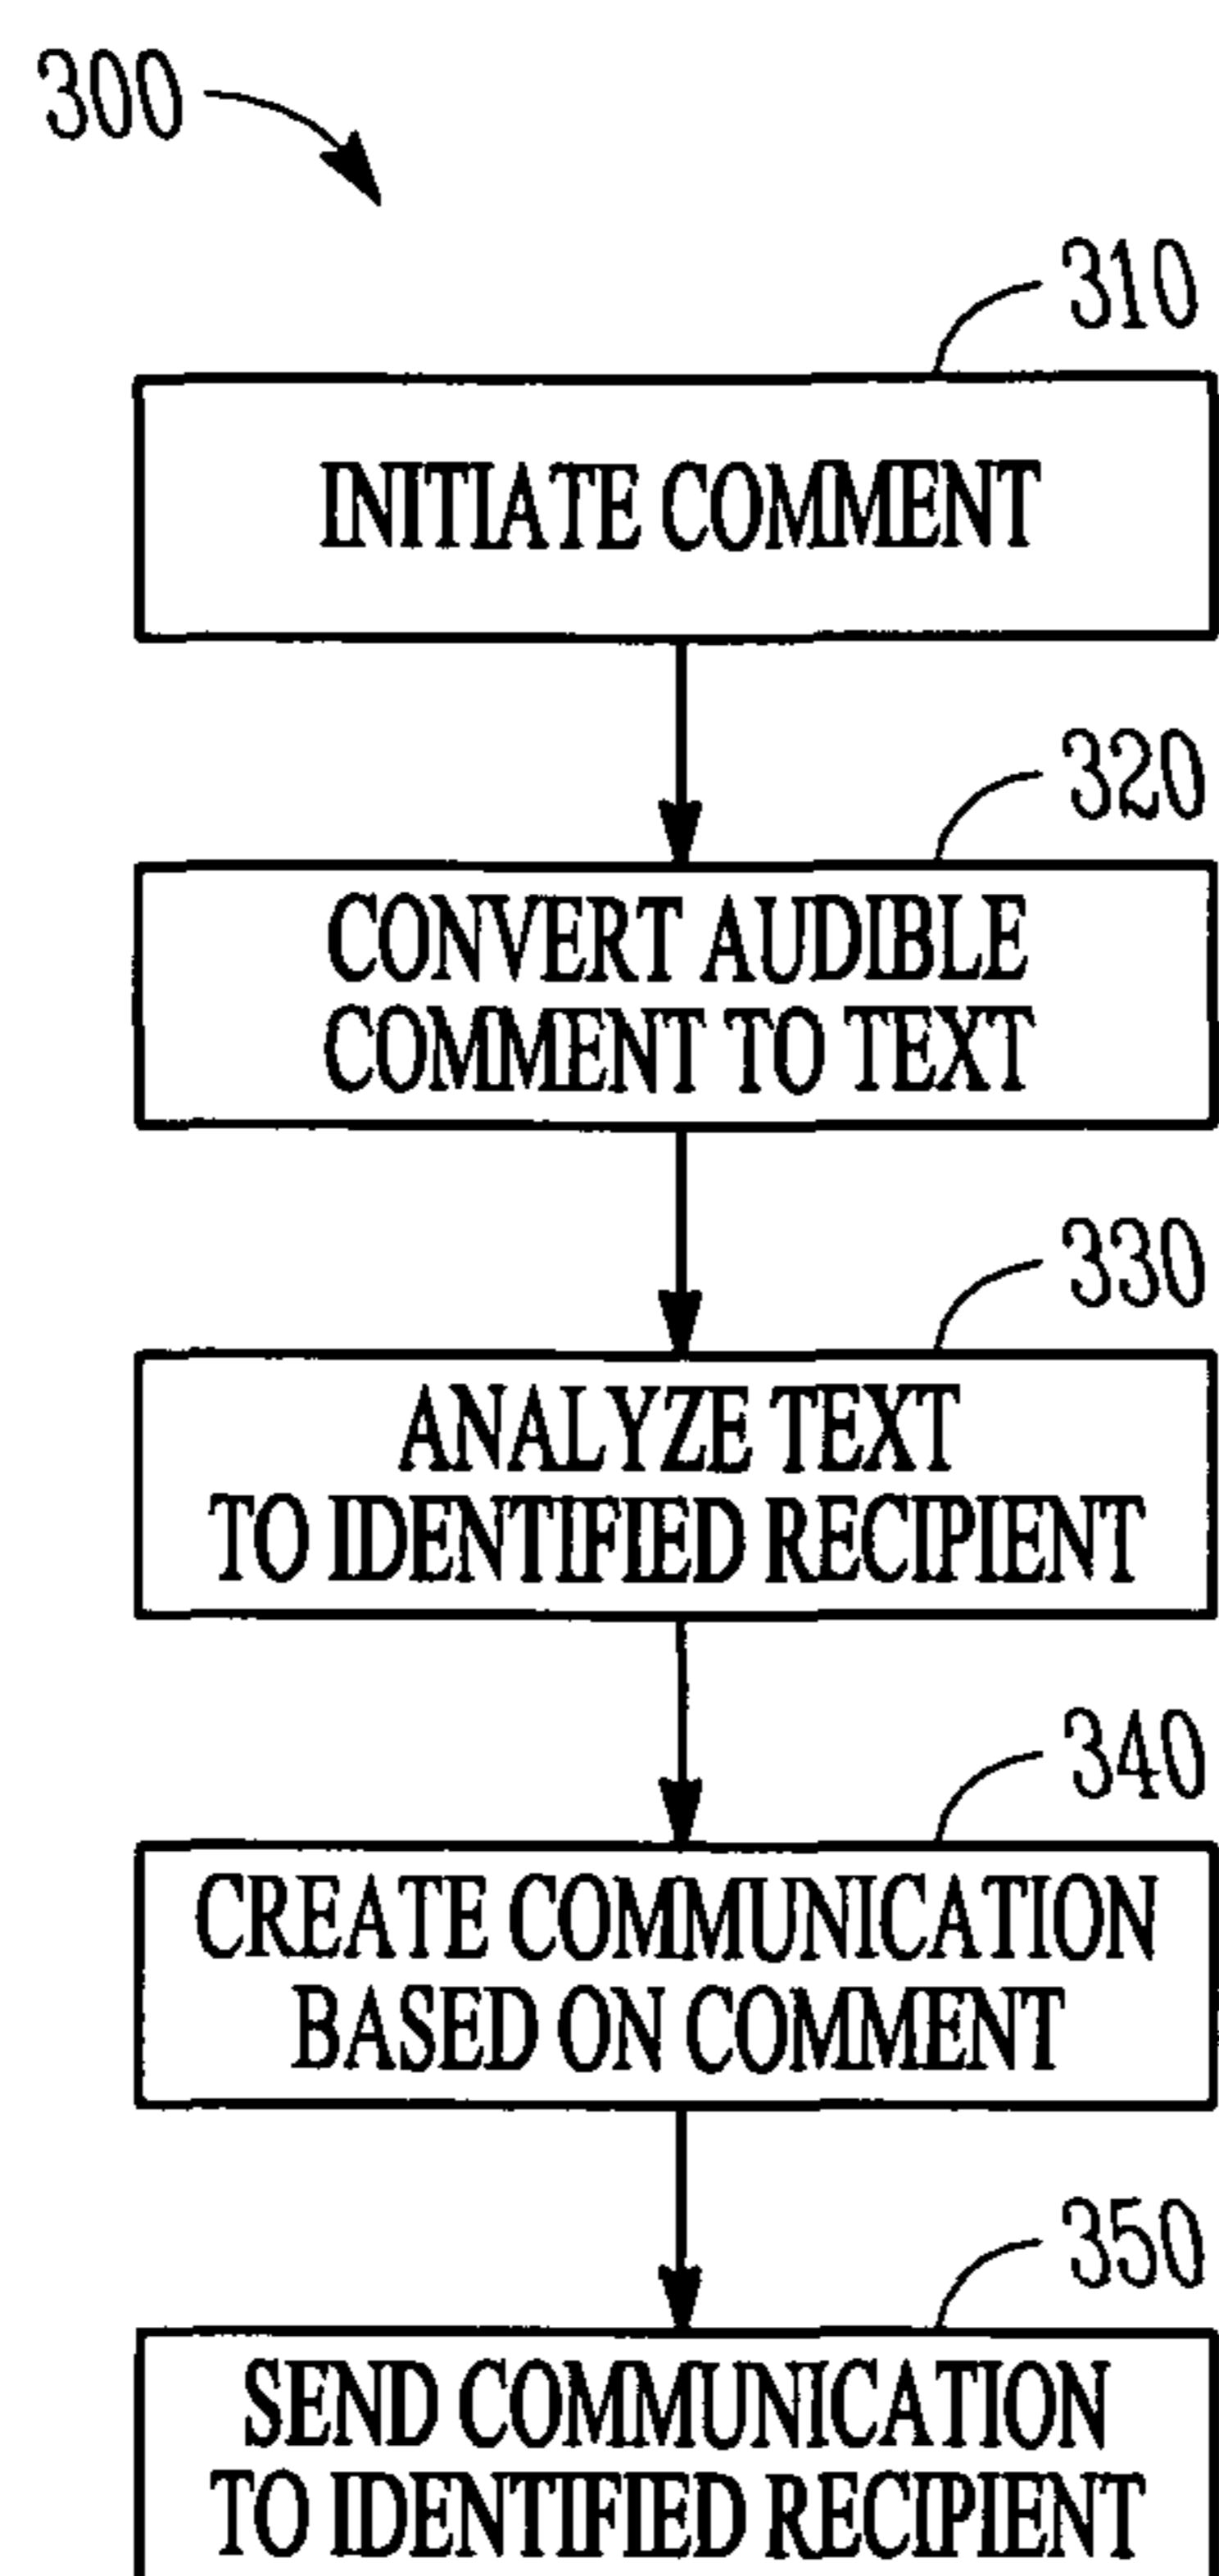 300
310
INITIATE COMMENT
320
CONVERT AUDIBLE
COMMENT TO TEXT
330
ANALYZE TEXT
TO IDENTIFIED RECIPIENT
340
CREATE COMMUNICATION
BASED ON COMMENT
350
SEND COMMUNICATION
TO IDENTIFIED RECIPIENT